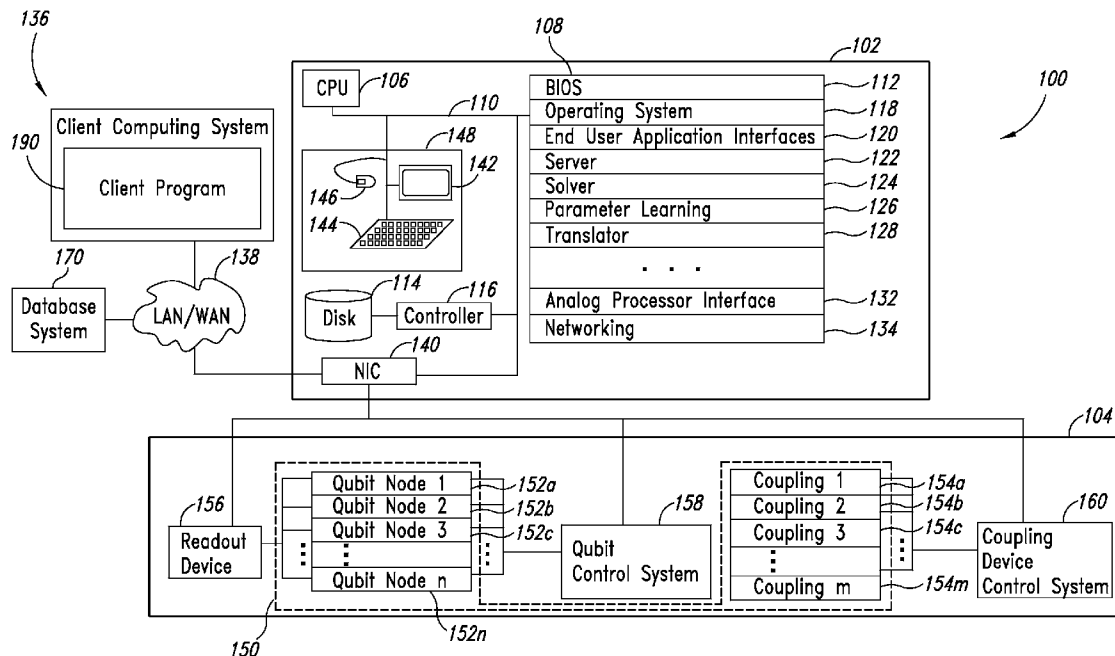 136
108
102
CPU
106
110
BIOS
112
100
Operating System
118
Client Computing System
148
End User Application Interfaces
120
190
Client Program
146
142
Server
122
Solver
124
144
Parameter Learning
126
Translator
128
170
138
. . .
114
116
Database
System
LAN/WAN
Disk
Controller
Analog Processor Interface
132
140
Networking
134
NIC
104
156
Qubit Node 1
152a
158
Coupling 1
154a
Qubit Node 2
152b
Coupling 2
154b
160
Readout
Device
Qubit Node 3
152c
Qubit
Control System
Coupling 3
154c
Coupling
Device
Control System
Qubit Node n
Coupling m
154m
150
152n